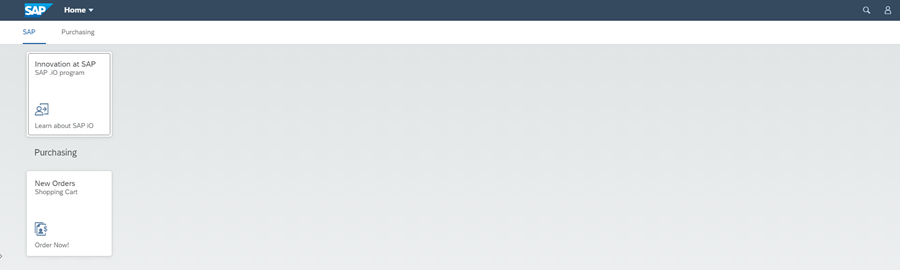 SAP Home
SAP Purchasing
Innovation at SAP
SAP .iO program
Learn about SAP iO
Purchasing
New Orders
Shopping Cart
Order Now!